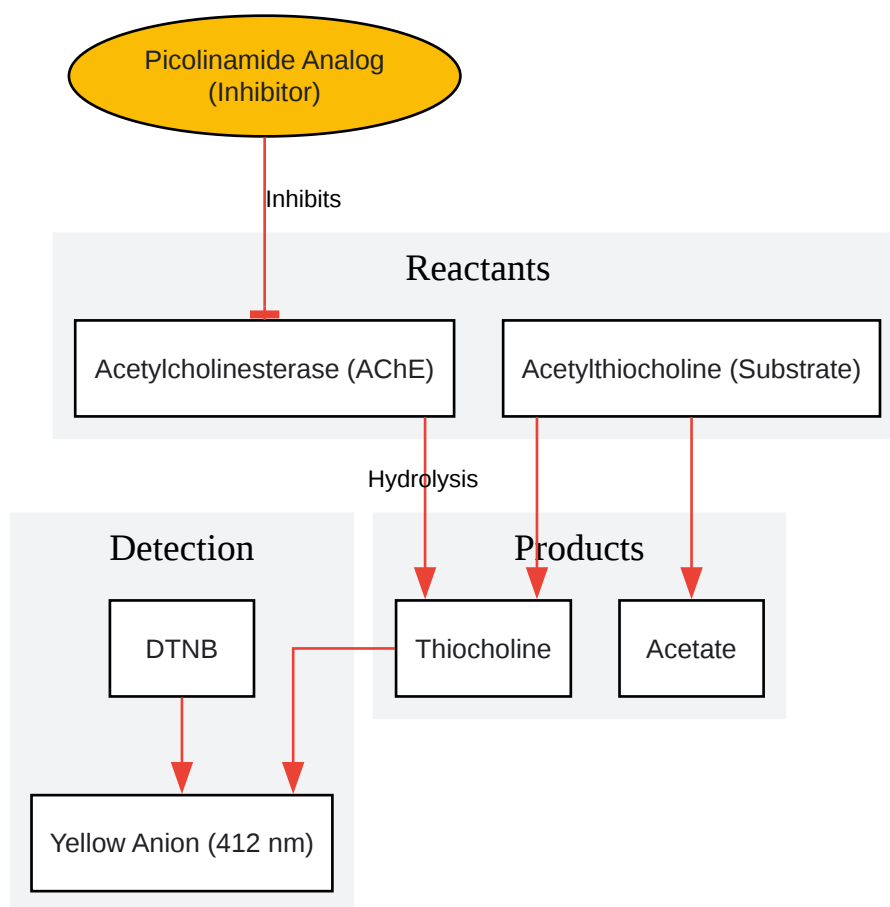 Picolinamide Analog
(Inhibitor)
Inhibits
Reactants
Acetylcholinesterase (AChE)
Acetylthiocholine (Substrate)
Hydrolysis
Detection
Products
DTNB
Thiocholine
Acetate
Yellow Anion (412 nm)